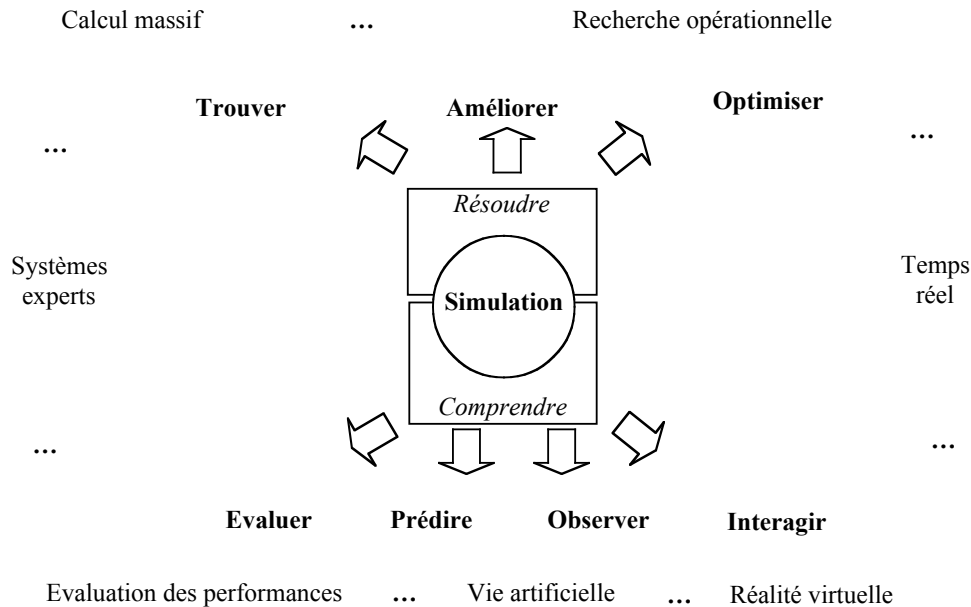 Calcul massif ... Recherche opérationnelle
Trouver Améliorer Optimiser
... ...
Résoudre
Systèmes experts Temps réel
Simulation
Comprendre
... ...
Evaluer Prédire Observer Interagir
Evaluation des performances ... Vie artificielle ... Réalité virtuelle